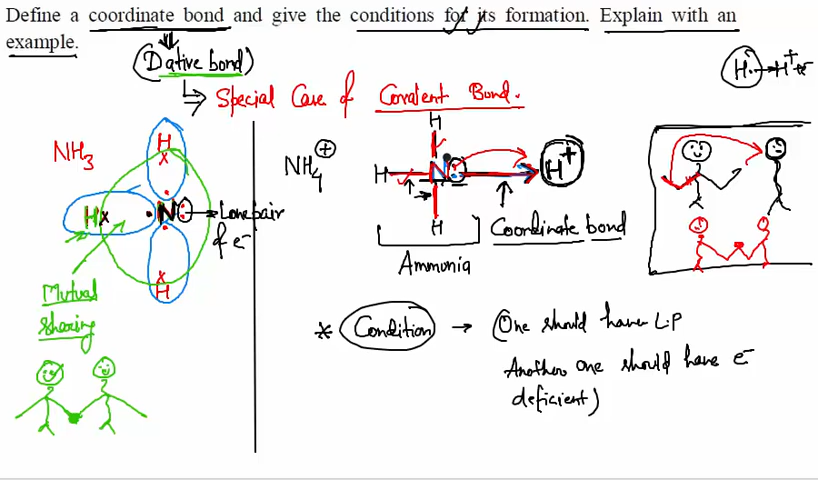 Define a coordinate bond and give the conditions for its formation. Explain with an
example.
(Dative bond)
H· → H⁺ + e⁻
Special Case of Covalent Bond.
NH₃
H
x
Hx · N : → Lone pair
of e⁻
x
H
Mutual
Sharing
NH₄⁺
H
H N : → H⁺
H
Coordinate bond
Ammonia
* Condition → (One should have L.P
Another one should have e⁻
deficient)